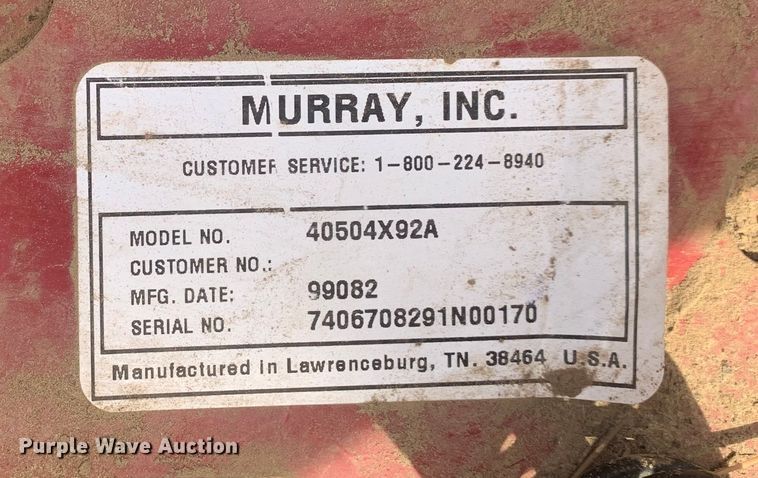 MURRAY, INC.
CUSTOMER SERVICE: 1-800-224-8940
MODEL NO. 40504X92A
CUSTOMER NO.:
MFG. DATE: 99082
SERIAL NO. 7406708291N00170
Manufactured in Lawrenceburg, TN. 38464 U.S.A.
Purple Wave Auction